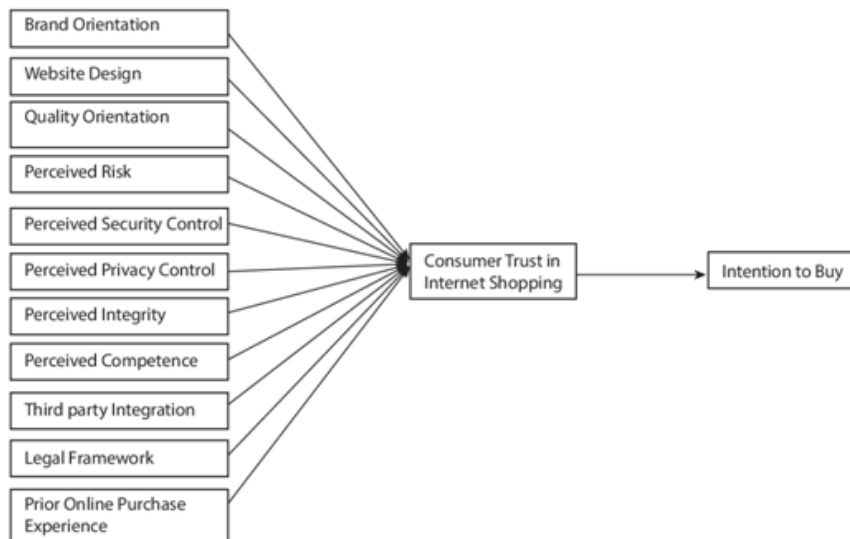 Brand Orientation
Website Design
Quality Orientation
Perceived Risk
Perceived Security Control
Perceived Privacy Control
Perceived Integrity
Perceived Competence
Third party Integration
Legal Framework
Prior Online Purchase
Experience
Consumer Trust in
Internet Shopping
Intention to Buy